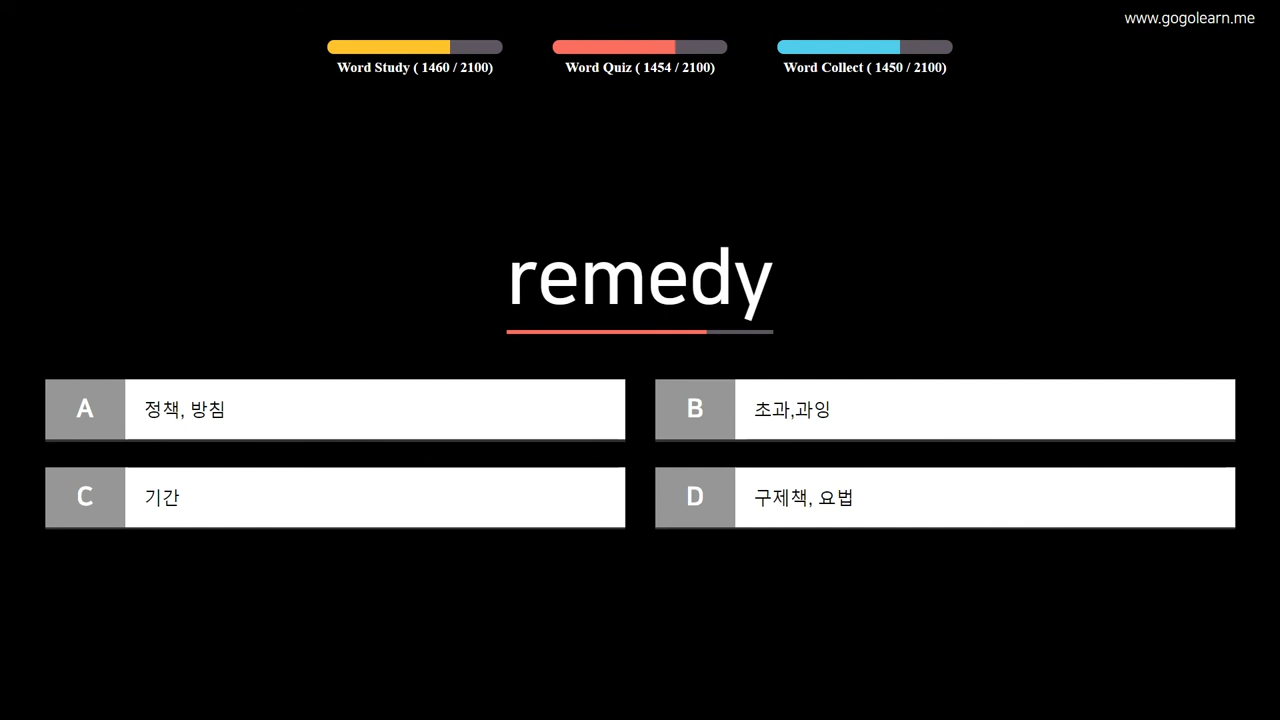 www.gogolearn.me
Word Study ( 1460 / 2100)
Word Quiz ( 1454 / 2100)
Word Collect ( 1450 / 2100)
remedy
A 정책, 방침
B 초과,과잉
C 기간
D 구제책, 요법